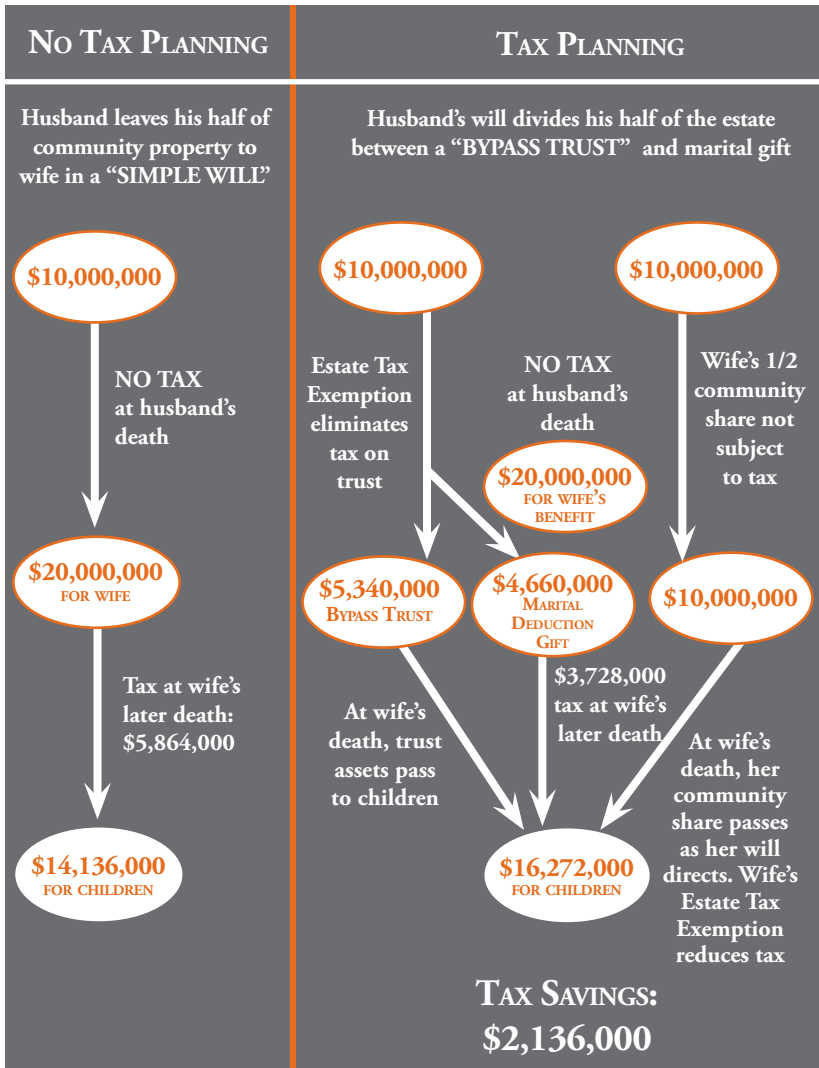 No Tax Planning
Husband leaves his half of
community property to
wife in a “SIMPLE WILL”
$10,000,000
NO TAX
at husband’s
death
$20,000,000
for wife
Tax at wife’s
later death:
$5,864,000
$14,136,000
for children
Tax Planning
Husband’s will divides his half of the estate
between a “BYPASS TRUST” and marital gift
$10,000,000
$10,000,000
Estate Tax
Exemption
eliminates
tax on
trust
NO TAX
at husband’s
death
$20,000,000
for wife’s
benefit
Wife’s 1/2
community
share not
subject
to tax
$5,340,000
Bypass Trust
$4,660,000
Marital
Deduction
Gift
$10,000,000
At wife’s
death, trust
assets pass
to children
$3,728,000
tax at wife’s
later death
At wife’s
death, her
community
share passes
as her will
directs. Wife’s
Estate Tax
Exemption
reduces tax
$16,272,000
for children
Tax Savings:
$2,136,000